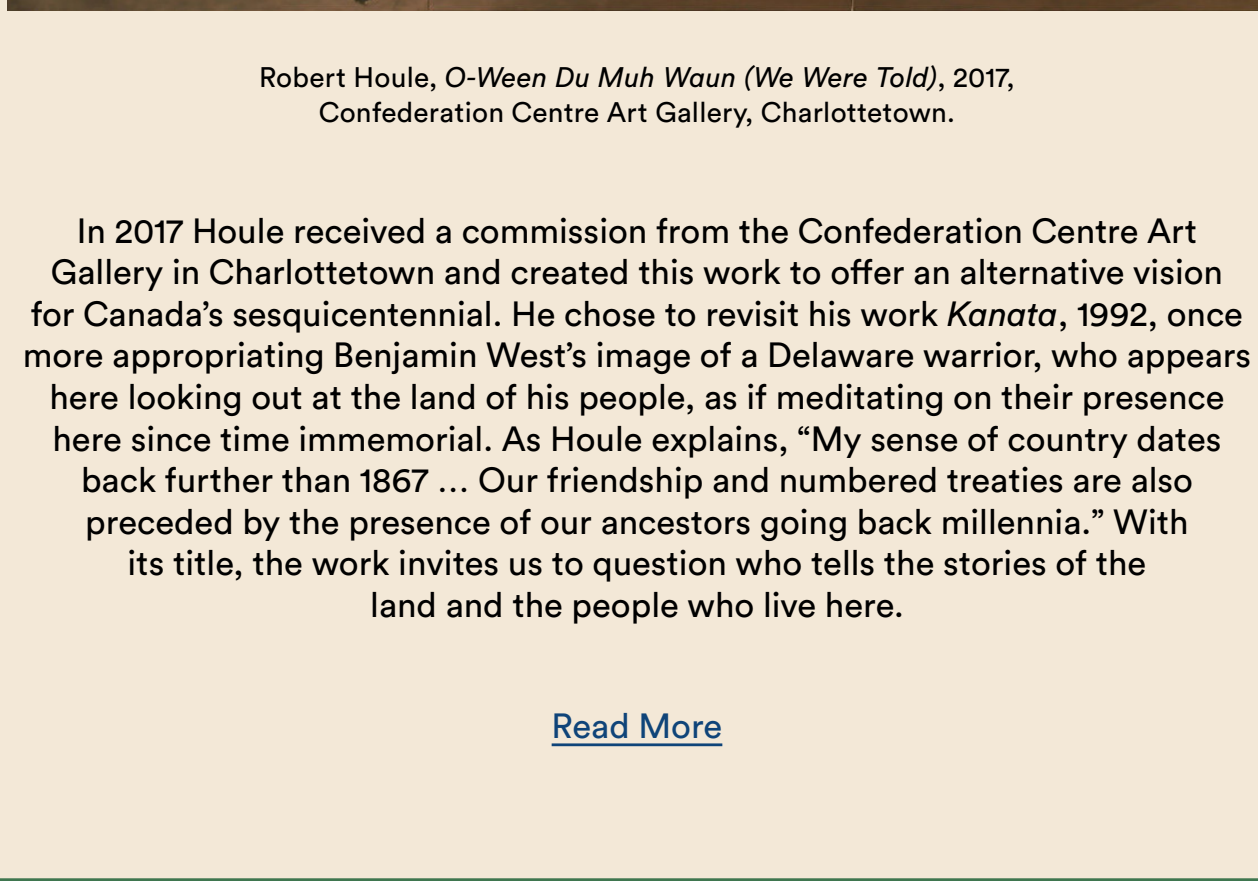 Robert Houle, O-Ween Du Muh Waun (We Were Told), 2017,
Confederation Centre Art Gallery, Charlottetown.
In 2017 Houle received a commission from the Confederation Centre Art
Gallery in Charlottetown and created this work to offer an alternative vision
for Canada’s sesquicentennial. He chose to revisit his work Kanata, 1992, once
more appropriating Benjamin West’s image of a Delaware warrior, who appears
here looking out at the land of his people, as if meditating on their presence
here since time immemorial. As Houle explains, “My sense of country dates
back further than 1867 … Our friendship and numbered treaties are also
preceded by the presence of our ancestors going back millennia.” With
its title, the work invites us to question who tells the stories of the
land and the people who live here.
Read More